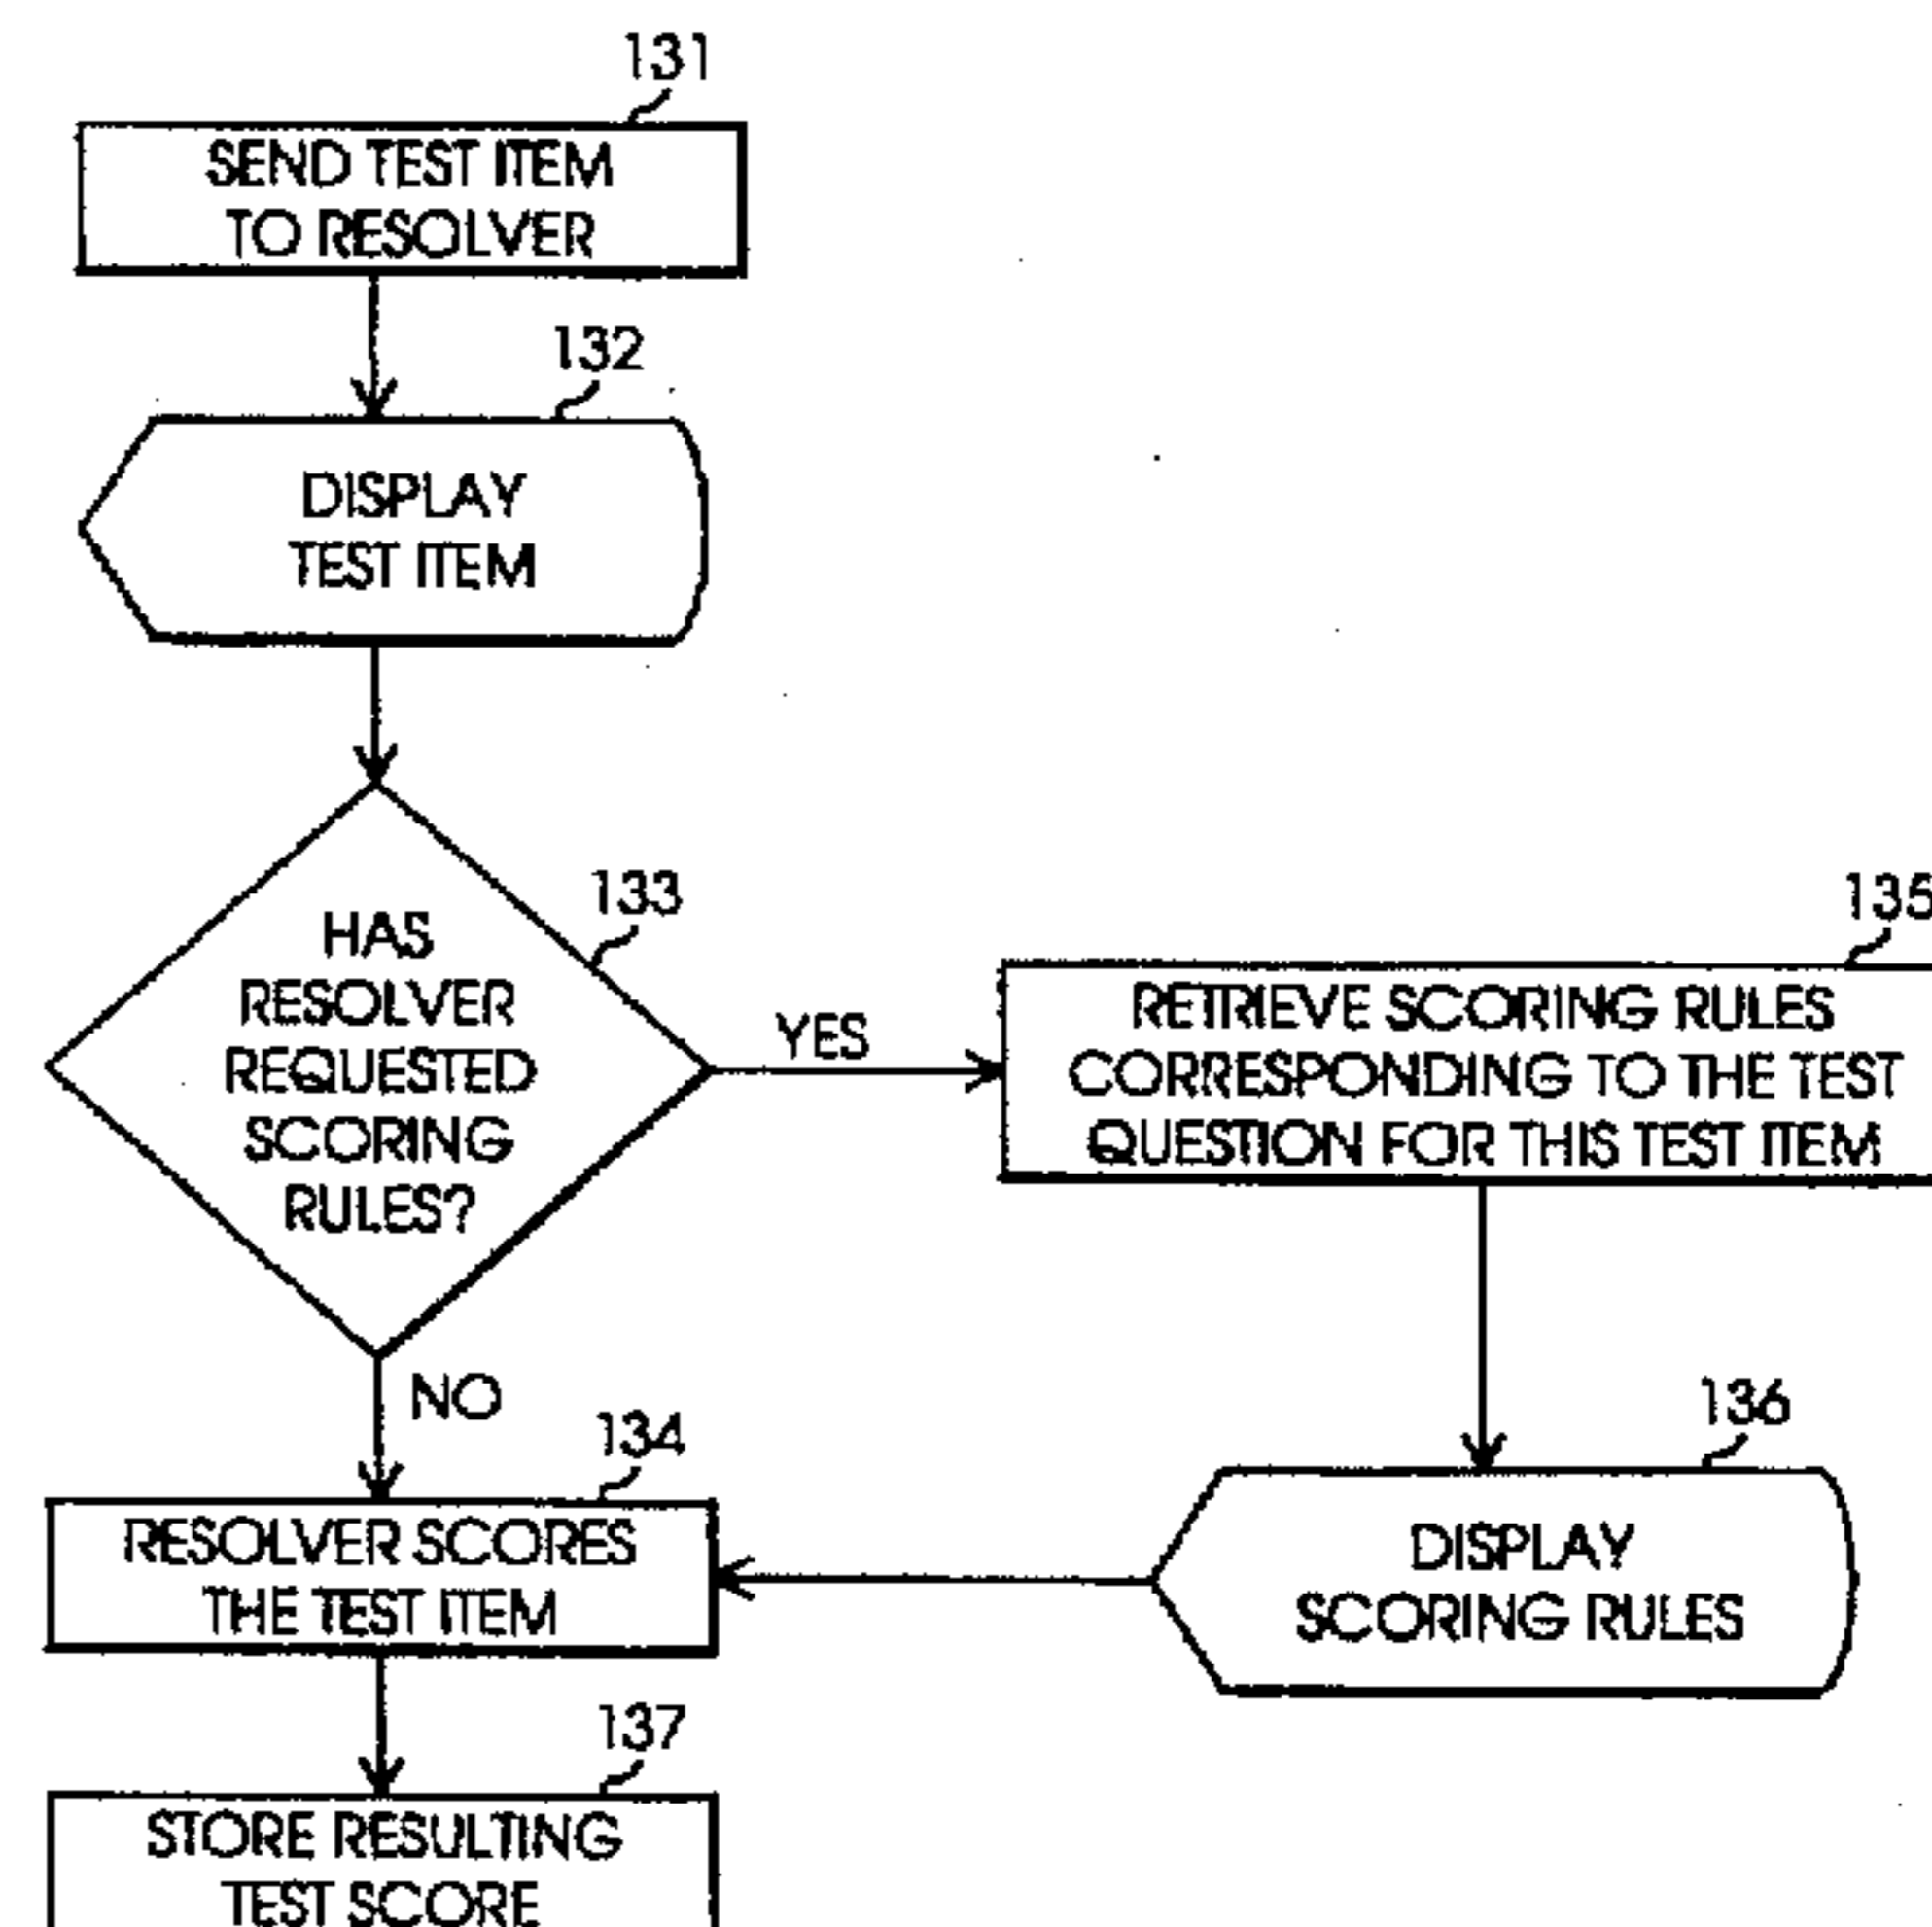 131
SEND TEST ITEM
TO RESOLVER
132
DISPLAY
TEST ITEM
133
HAS
RESOLVER
REQUESTED
SCORING
RULES?
YES
135
RETRIEVE SCORING RULES
CORRESPONDING TO THE TEST
QUESTION FOR THIS TEST ITEM
NO
134
RESOLVER SCORES
THE TEST ITEM
136
DISPLAY
SCORING RULES
137
STORE RESULTING
TEST SCORE